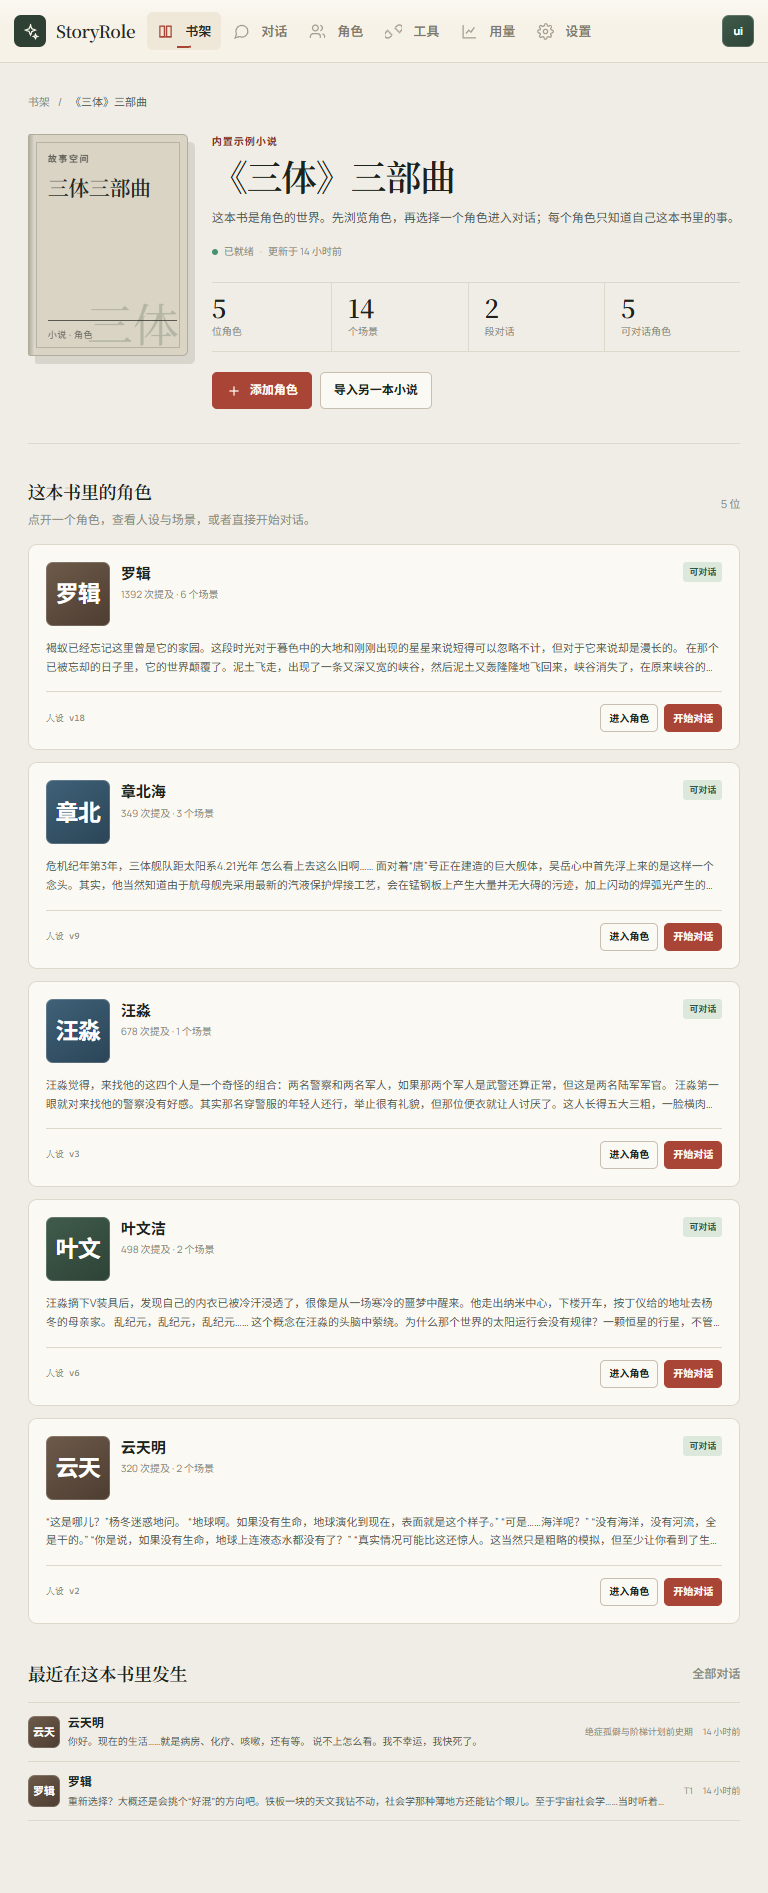 StoryRole 书架 对话 角色 工具 用量 设置 ui
书架 / 《三体》三部曲
故事空间
三体三部曲
三体
小说 · 角色
内置示例小说
《三体》三部曲
这本书是角色的世界。先浏览角色，再选择一个角色进入对话；每个角色只知道自己这本书里的事。
已就绪 · 更新于 14 小时前
5 14 2 5
位角色 个场景 段对话 可对话角色
添加角色 导入另一本小说
这本书里的角色
5 位
点开一个角色，查看人设与场景，或者直接开始对话。
罗辑 罗辑 可对话
1392 次提及 · 6 个场景
褐蚁已经忘记这里曾是它的家园。这段时光对于暮色中的大地和刚刚出现的星星来说短得可以忽略不计，但对于它来说却是漫长的。 在那个
已被忘却的日子里，它的世界颠覆了。泥土飞走，出现了一条又深又宽的峡谷，然后泥土又轰隆隆地飞回来，峡谷消失了，在原来峡谷的…
人设 v18 进入角色 开始对话
章北 章北海 可对话
349 次提及 · 3 个场景
危机纪年第3年，三体舰队距太阳系4.21光年 怎么看上去这么旧啊…… 面对着“唐”号正在建造的巨大舰体，吴岳心中首先浮上来的是这样一个
念头。其实，他当然知道由于航母舰壳采用最新的汽液保护焊接工艺，会在锰钢板上产生大量并无大碍的污迹，加上闪动的焊弧光产生的…
人设 v9 进入角色 开始对话
汪淼 汪淼 可对话
678 次提及 · 1 个场景
汪淼觉得，来找他的这四个人是一个奇怪的组合：两名警察和两名军人，如果那两个军人是武警还算正常，但这是两名陆军军官。 汪淼第一
眼就对来找他的警察没有好感。其实那名穿警服的年轻人还行，举止很有礼貌，但那位便衣就让人讨厌了。这人长得五大三粗，一脸横肉…
人设 v3 进入角色 开始对话
叶文 叶文洁 可对话
498 次提及 · 2 个场景
汪淼摘下V装具后，发现自己的内衣已被冷汗浸透了，很像是从一场寒冷的噩梦中醒来。他走出纳米中心，下楼开车，按丁仪给的地址去杨
冬的母亲家。 乱纪元，乱纪元，乱纪元…… 这个概念在汪淼的头脑中萦绕。为什么那个世界的太阳运行会没有规律？一颗恒星的行星，不管…
人设 v6 进入角色 开始对话
云天 云天明 可对话
320 次提及 · 2 个场景
“这是哪儿？”杨冬迷惑地问。 “地球啊。如果没有生命，地球演化到现在，表面就是这个样子。” “可是……海洋呢？” “没有海洋，没有河流，全
是干的。” “你是说，如果没有生命，地球上连液态水都没有了？” “真实情况可能比这还惊人。这当然只是粗略的模拟，但至少让你看到了生…
人设 v2 进入角色 开始对话
最近在这本书里发生 全部对话
云天 云天明
你好。现在的生活……就是病房、化疗、咳嗽，还有等。 说不上怎么看。我不幸运，我快死了。 绝症孤僻与阶梯计划前史期 14 小时前
罗辑 罗辑
重新选择？大概还是会挑个“好混”的方向吧。铁板一块的天文我钻不动，社会学那种薄地方还能钻个眼儿。至于宇宙社会学……当时听着… T1 14 小时前